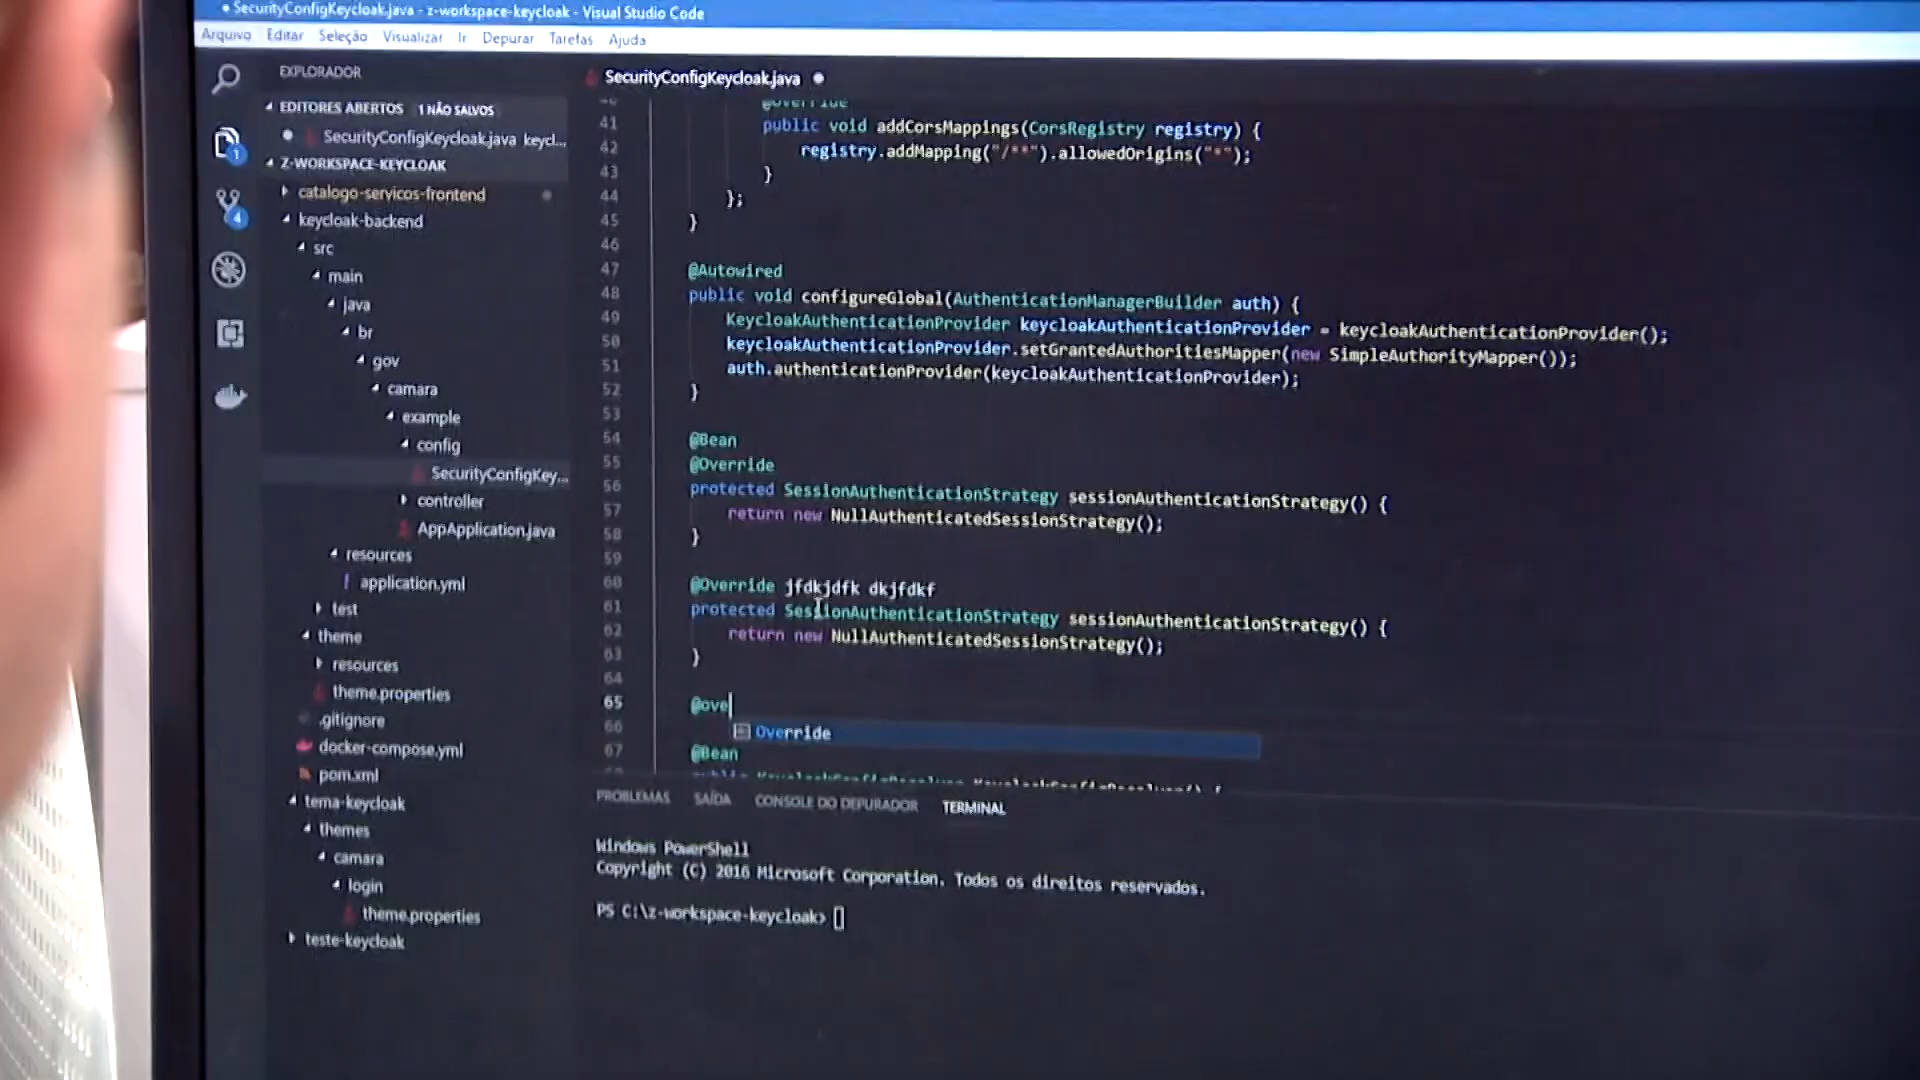 SecurityConfigKeycloak.java - z-workspace-keycloak - Visual Studio Code
Arquivo Editar Seleção Visualizar Ir Depurar Tarefas Ajuda
EXPLORADOR
EDITORES ABERTOS 1 NÃO SALVOS
SecurityConfigKeycloak.java keycl...
Z-WORKSPACE-KEYCLOAK
catalogo-servicos-frontend
keycloak-backend
src
main
java
br
gov
camara
example
config
SecurityConfigKey...
controller
AppApplication.java
resources
application.yml
test
theme
resources
theme.properties
.gitignore
docker-compose.yml
pom.xml
tema-keycloak
themes
camara
login
theme.properties
teste-keycloak
1
4
SecurityConfigKeycloak.java
@Override
41 public void addCorsMappings(CorsRegistry registry) {
42 registry.addMapping("/**").allowedOrigins("*");
43 }
44 };
45 }
46
47 @Autowired
48 public void configureGlobal(AuthenticationManagerBuilder auth) {
49 KeycloakAuthenticationProvider keycloakAuthenticationProvider = keycloakAuthenticationProvider();
50 keycloakAuthenticationProvider.setGrantedAuthoritiesMapper(new SimpleAuthorityMapper());
51 auth.authenticationProvider(keycloakAuthenticationProvider);
52 }
53
54 @Bean
55 @Override
56 protected SessionAuthenticationStrategy sessionAuthenticationStrategy() {
57 return new NullAuthenticatedSessionStrategy();
58 }
59
60 @Override jfdkjdfk dkjfdkf
61 protected SessionAuthenticationStrategy sessionAuthenticationStrategy() {
62 return new NullAuthenticatedSessionStrategy();
63 }
64
65 @ove
66 Override
67 @Bean
PROBLEMAS SAÍDA CONSOLE DO DEPURADOR TERMINAL
Windows PowerShell
Copyright (C) 2016 Microsoft Corporation. Todos os direitos reservados.
PS C:\z-workspace-keycloak>